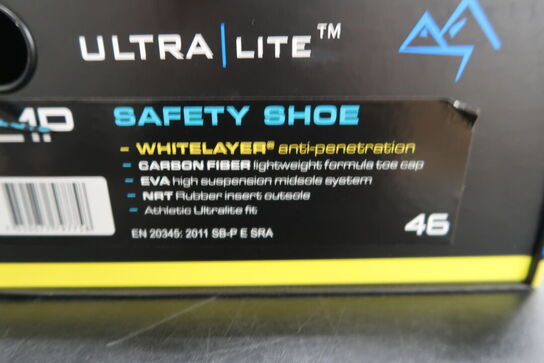 ULTRA|LITE™
SAFETY SHOE
- WHITELAYER® anti-penetration
- CARBON FIBER lightweight formula toe cap
- EVA high suspension midsole system
- NRT Rubber insert outsole
- Athletic Ultralite fit
EN 20345: 2011 SB-P E SRA
46